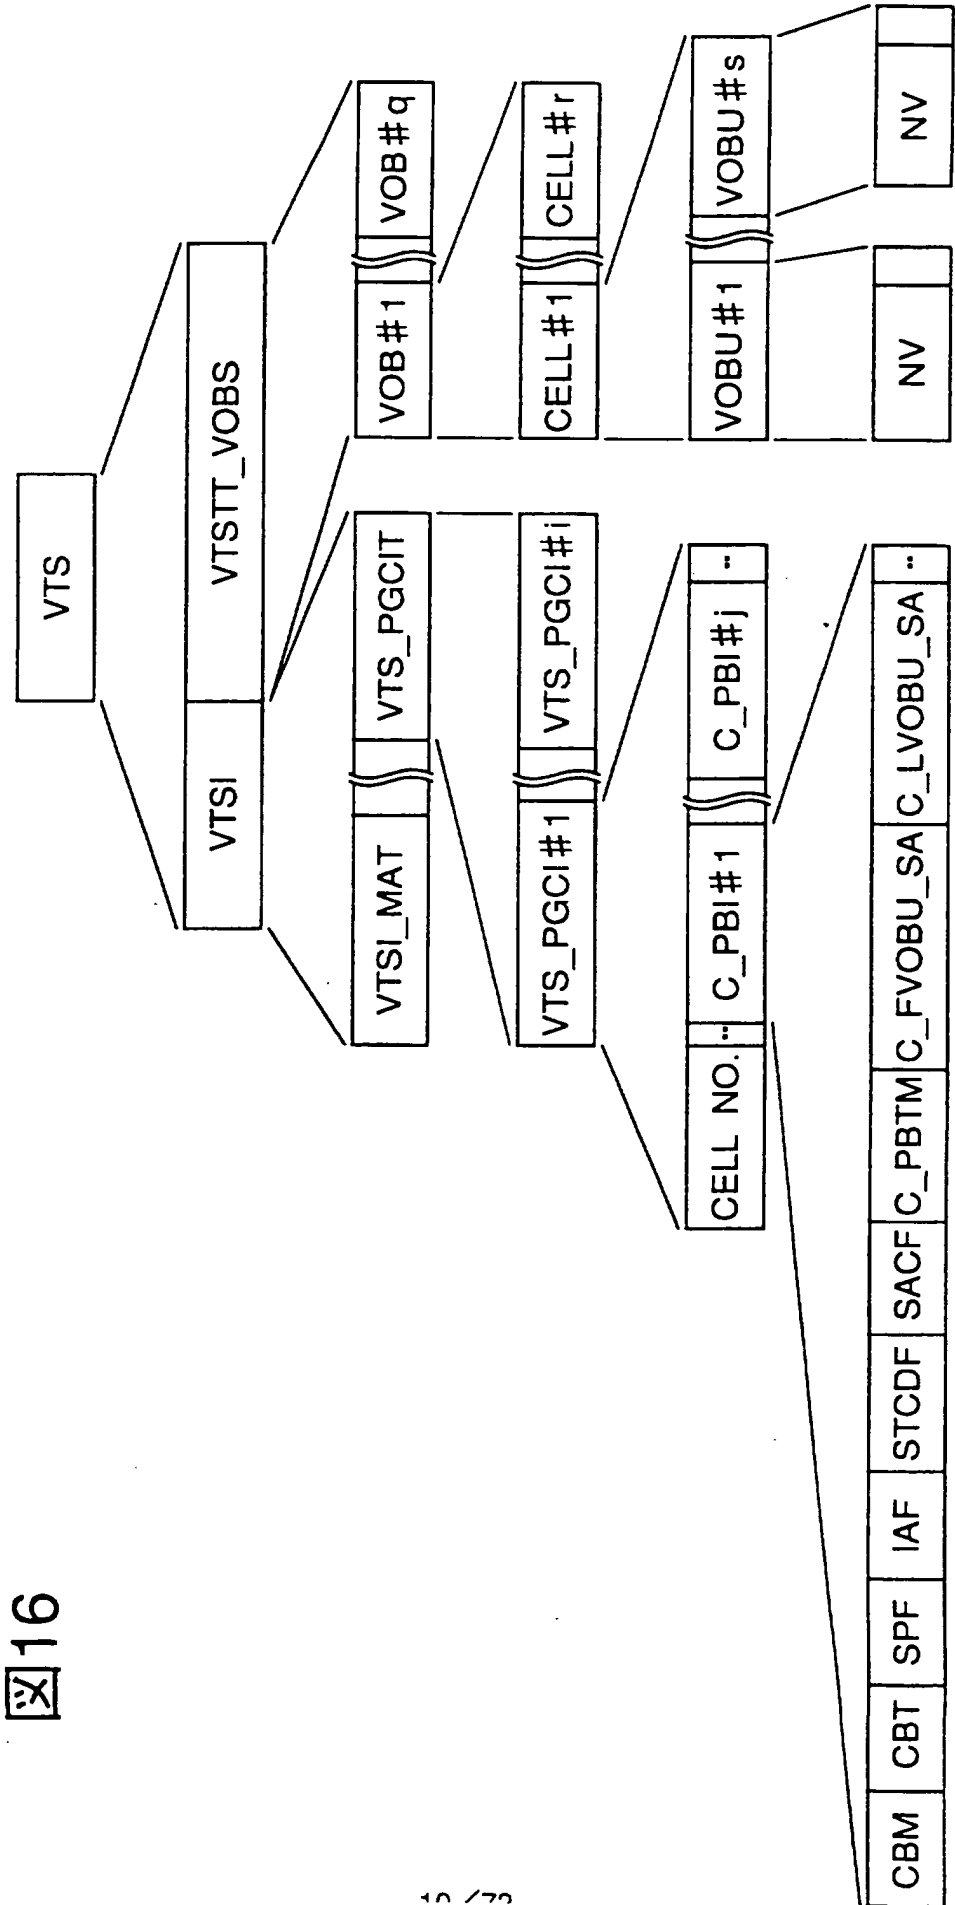 図16
VTS
VTSI VTSTT_VOBS
VTSI_MAT VTS_PGCIT VOB#1 VOB#q
VTS_PGCI#1 VTS_PGCI#i CELL#1 CELL#r
CELL NO. ‥ C_PBI#1 C_PBI#j ‥ VOBU#1 VOBU#s
CBM CBT SPF IAF STCDF SACF C_PBTM C_FVOBU_SA C_LVOBU_SA ‥ NV NV